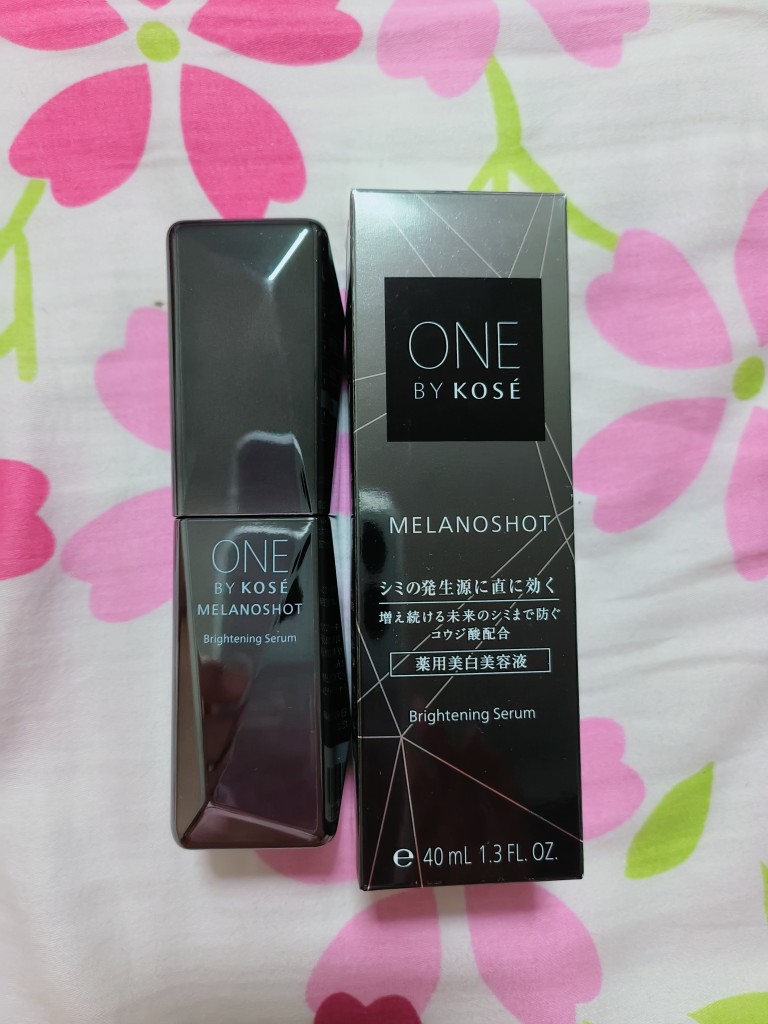 ONE
BY KOSÉ
MELANOSHOT
Brightening Serum
ONE
BY KOSÉ
MELANOSHOT
シミの発生源に直に効く
増え続ける未来のシミまで防ぐ
コウジ酸配合
薬用美白美容液
Brightening Serum
e 40 mL 1.3 FL. OZ.